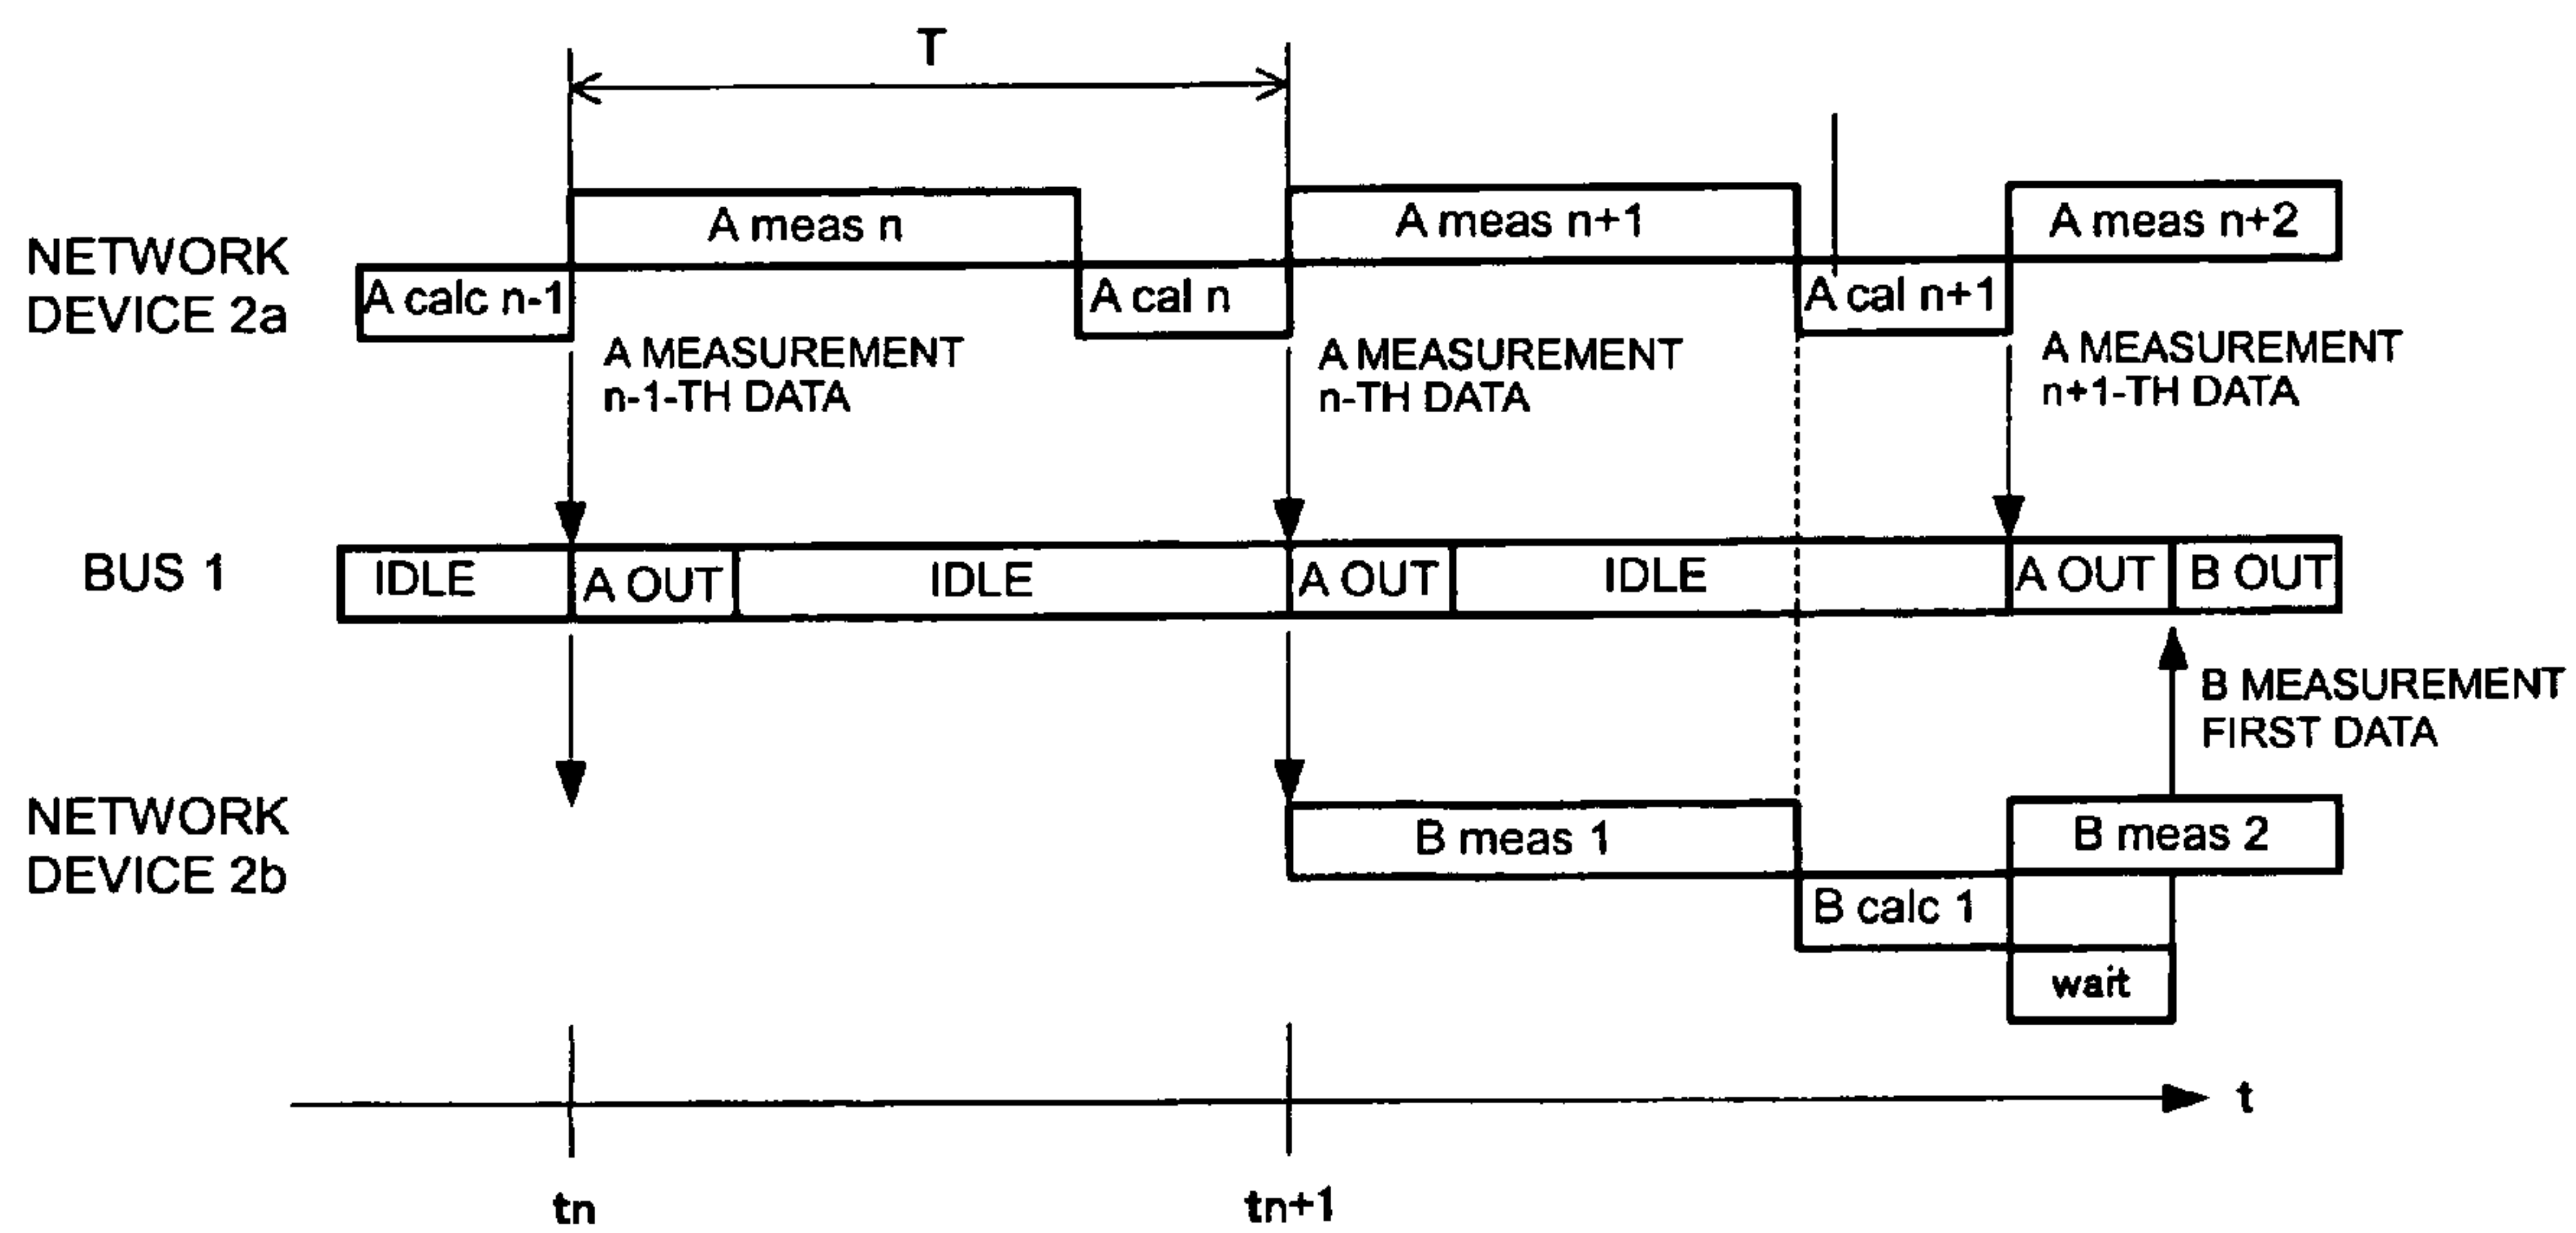 T
NETWORK
DEVICE 2a
A meas n
A meas n+1
A meas n+2
A calc n-1
A cal n
A cal n+1
A MEASUREMENT
n-1-TH DATA
A MEASUREMENT
n-TH DATA
A MEASUREMENT
n+1-TH DATA
BUS 1
IDLE
A OUT
IDLE
A OUT
IDLE
A OUT
B OUT
B MEASUREMENT
FIRST DATA
NETWORK
DEVICE 2b
B meas 1
B meas 2
B calc 1
wait
t
tn
tn+1